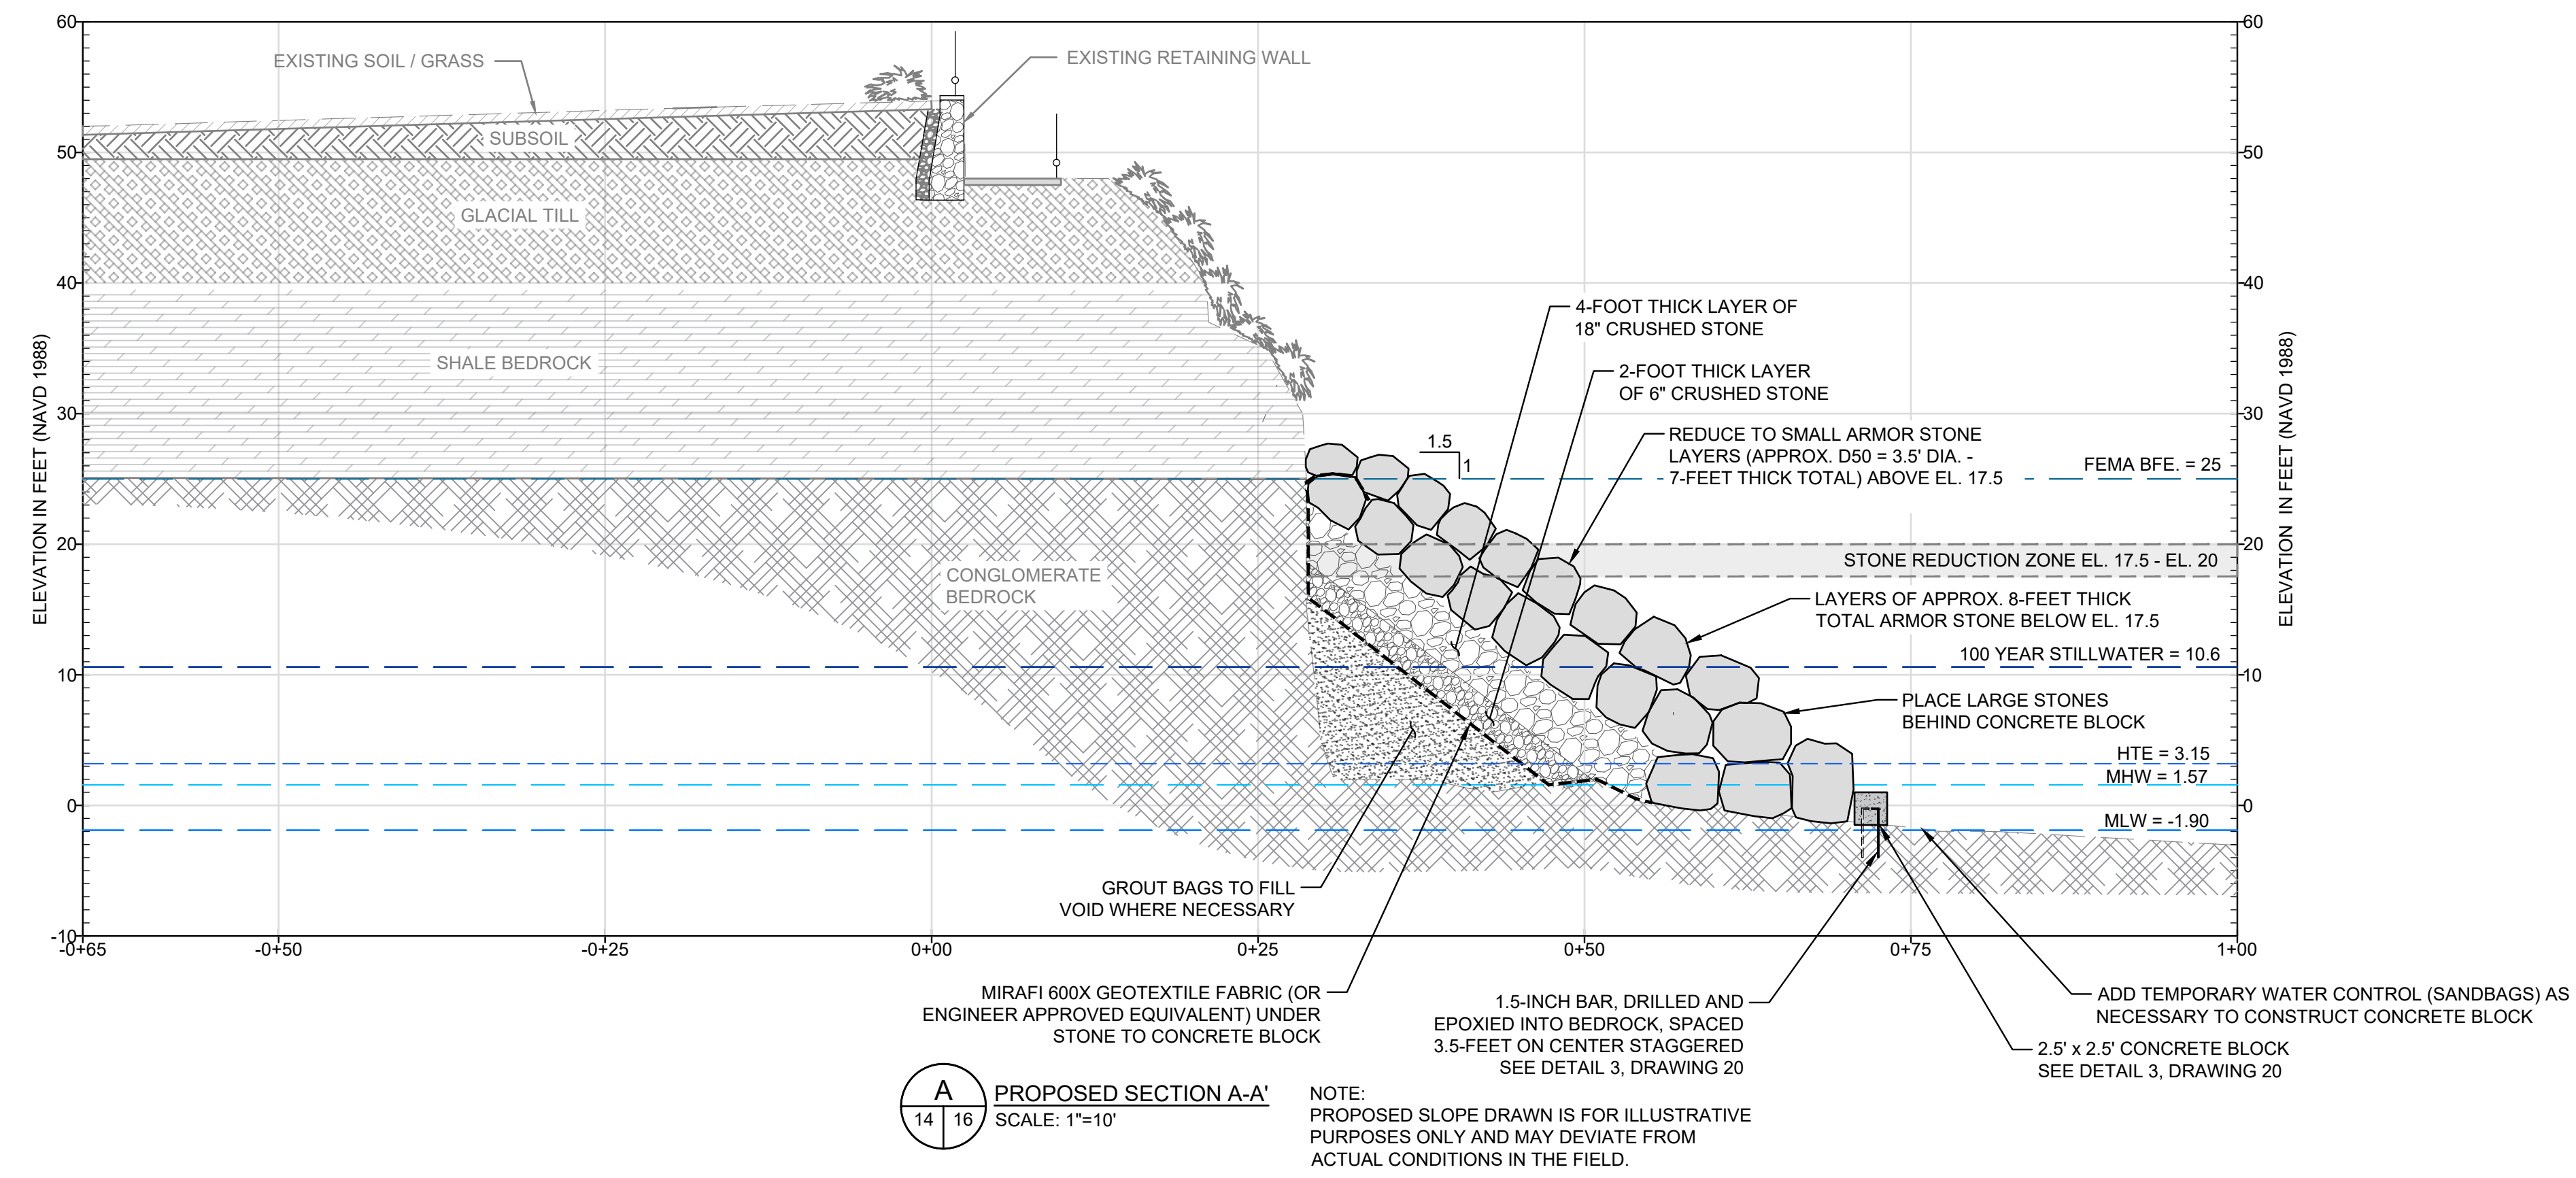 60
50
40
30
20
10
0
-10
ELEVATION IN FEET (NAVD 1988)
EXISTING SOIL / GRASS
EXISTING RETAINING WALL
SUBSOIL
GLACIAL TILL
SHALE BEDROCK
CONGLOMERATE
BEDROCK
4-FOOT THICK LAYER OF
18" CRUSHED STONE
2-FOOT THICK LAYER
OF 6" CRUSHED STONE
1.5
1
REDUCE TO SMALL ARMOR STONE
LAYERS (APPROX. D50 = 3.5' DIA. -
7-FEET THICK TOTAL) ABOVE EL. 17.5
FEMA BFE. = 25
STONE REDUCTION ZONE EL. 17.5 - EL. 20
LAYERS OF APPROX. 8-FEET THICK
TOTAL ARMOR STONE BELOW EL. 17.5
100 YEAR STILLWATER = 10.6
PLACE LARGE STONES
BEHIND CONCRETE BLOCK
HTE = 3.15
MHW = 1.57
MLW = -1.90
60
50
40
30
20
10
0
ELEVATION IN FEET (NAVD 1988)
GROUT BAGS TO FILL
VOID WHERE NECESSARY
-0+65
-0+50
-0+25
0+00
0+25
0+50
0+75
1+00
MIRAFI 600X GEOTEXTILE FABRIC (OR
ENGINEER APPROVED EQUIVALENT) UNDER
STONE TO CONCRETE BLOCK
1.5-INCH BAR, DRILLED AND
EPOXIED INTO BEDROCK, SPACED
3.5-FEET ON CENTER STAGGERED
SEE DETAIL 3, DRAWING 20
ADD TEMPORARY WATER CONTROL (SANDBAGS) AS
NECESSARY TO CONSTRUCT CONCRETE BLOCK
2.5' x 2.5' CONCRETE BLOCK
SEE DETAIL 3, DRAWING 20
A
14
16
PROPOSED SECTION A-A'
SCALE: 1"=10'
NOTE:
PROPOSED SLOPE DRAWN IS FOR ILLUSTRATIVE
PURPOSES ONLY AND MAY DEVIATE FROM
ACTUAL CONDITIONS IN THE FIELD.